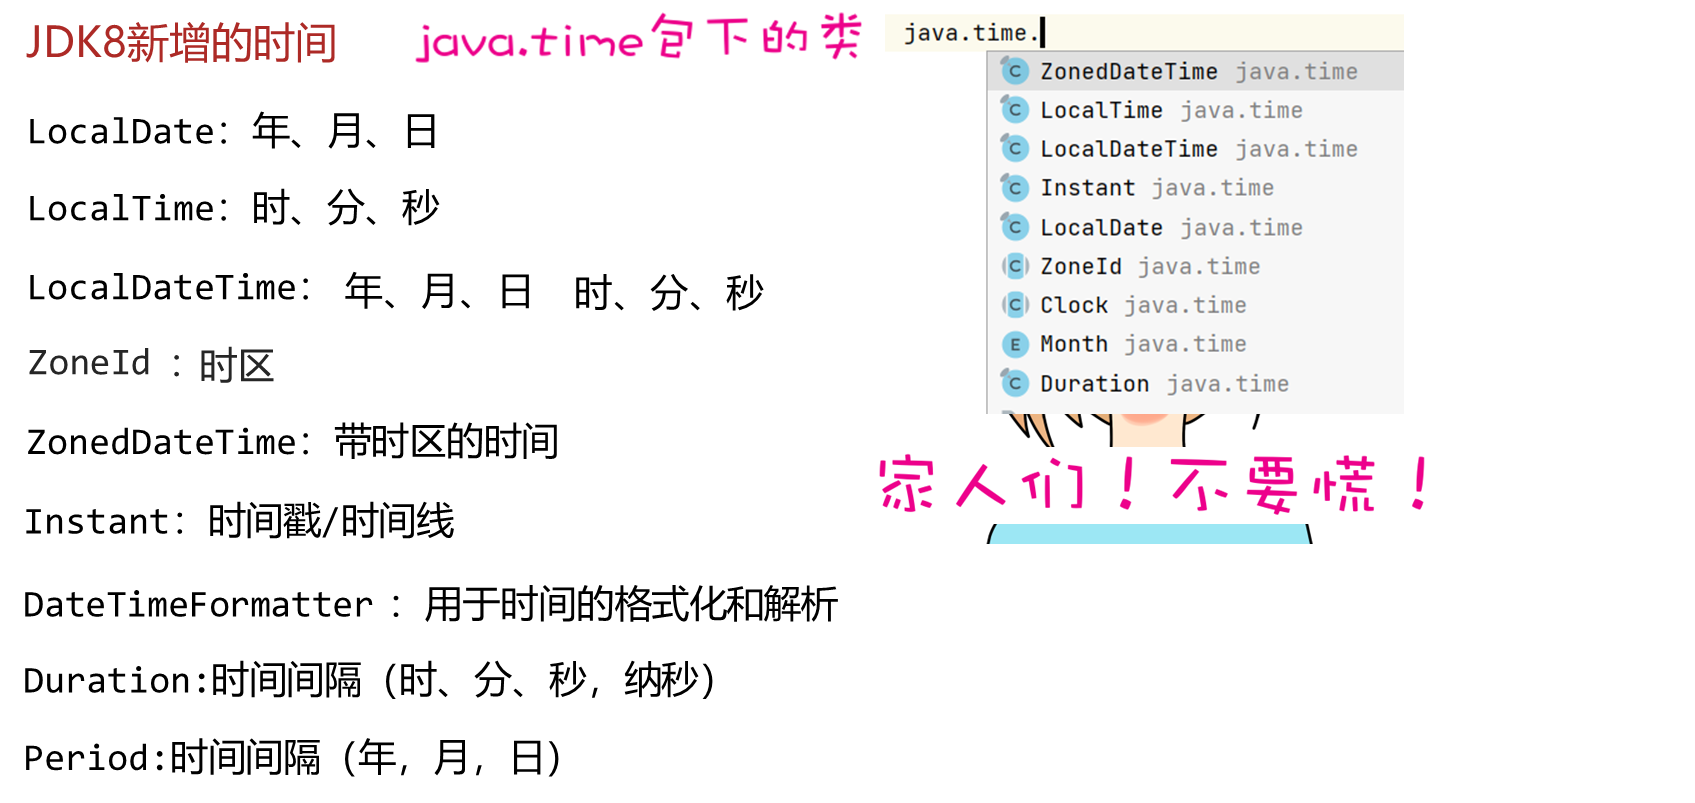 JDK8新增的时间
java.time包下的类
LocalDate：年、月、日
LocalTime：时、分、秒
LocalDateTime： 年、月、日 时、分、秒
ZoneId ：时区
ZonedDateTime：带时区的时间
Instant：时间戳/时间线
DateTimeFormatter ：用于时间的格式化和解析
Duration:时间间隔（时、分、秒，纳秒）
Period:时间间隔（年，月，日）
java.time.
C ZonedDateTime java.time
C LocalTime java.time
C LocalDateTime java.time
C Instant java.time
C LocalDate java.time
C ZoneId java.time
C Clock java.time
E Month java.time
C Duration java.time
家人们！不要慌！